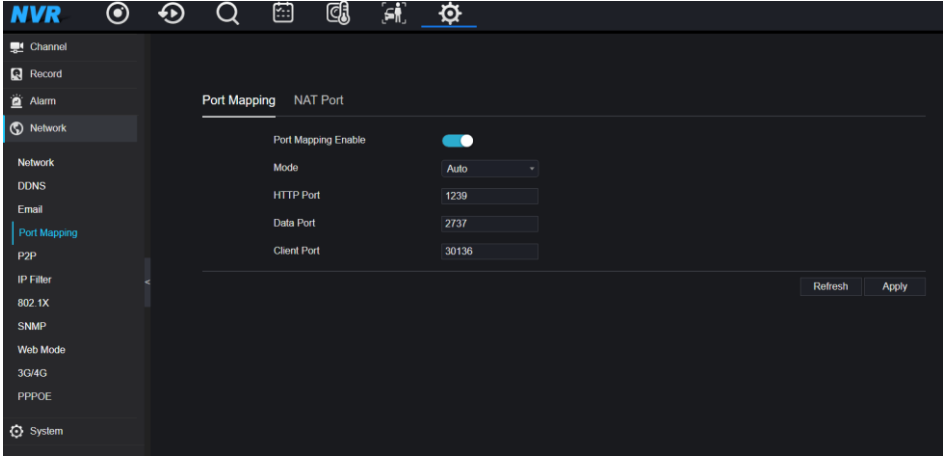 NVR
Channel
Record
Alarm
Network
Network
DDNS
Email
Port Mapping
P2P
IP Filter
802.1X
SNMP
Web Mode
3G/4G
PPPOE
System
<
Port Mapping NAT Port
Port Mapping Enable
Mode Auto
HTTP Port 1239
Data Port 2737
Client Port 30136
Refresh Apply